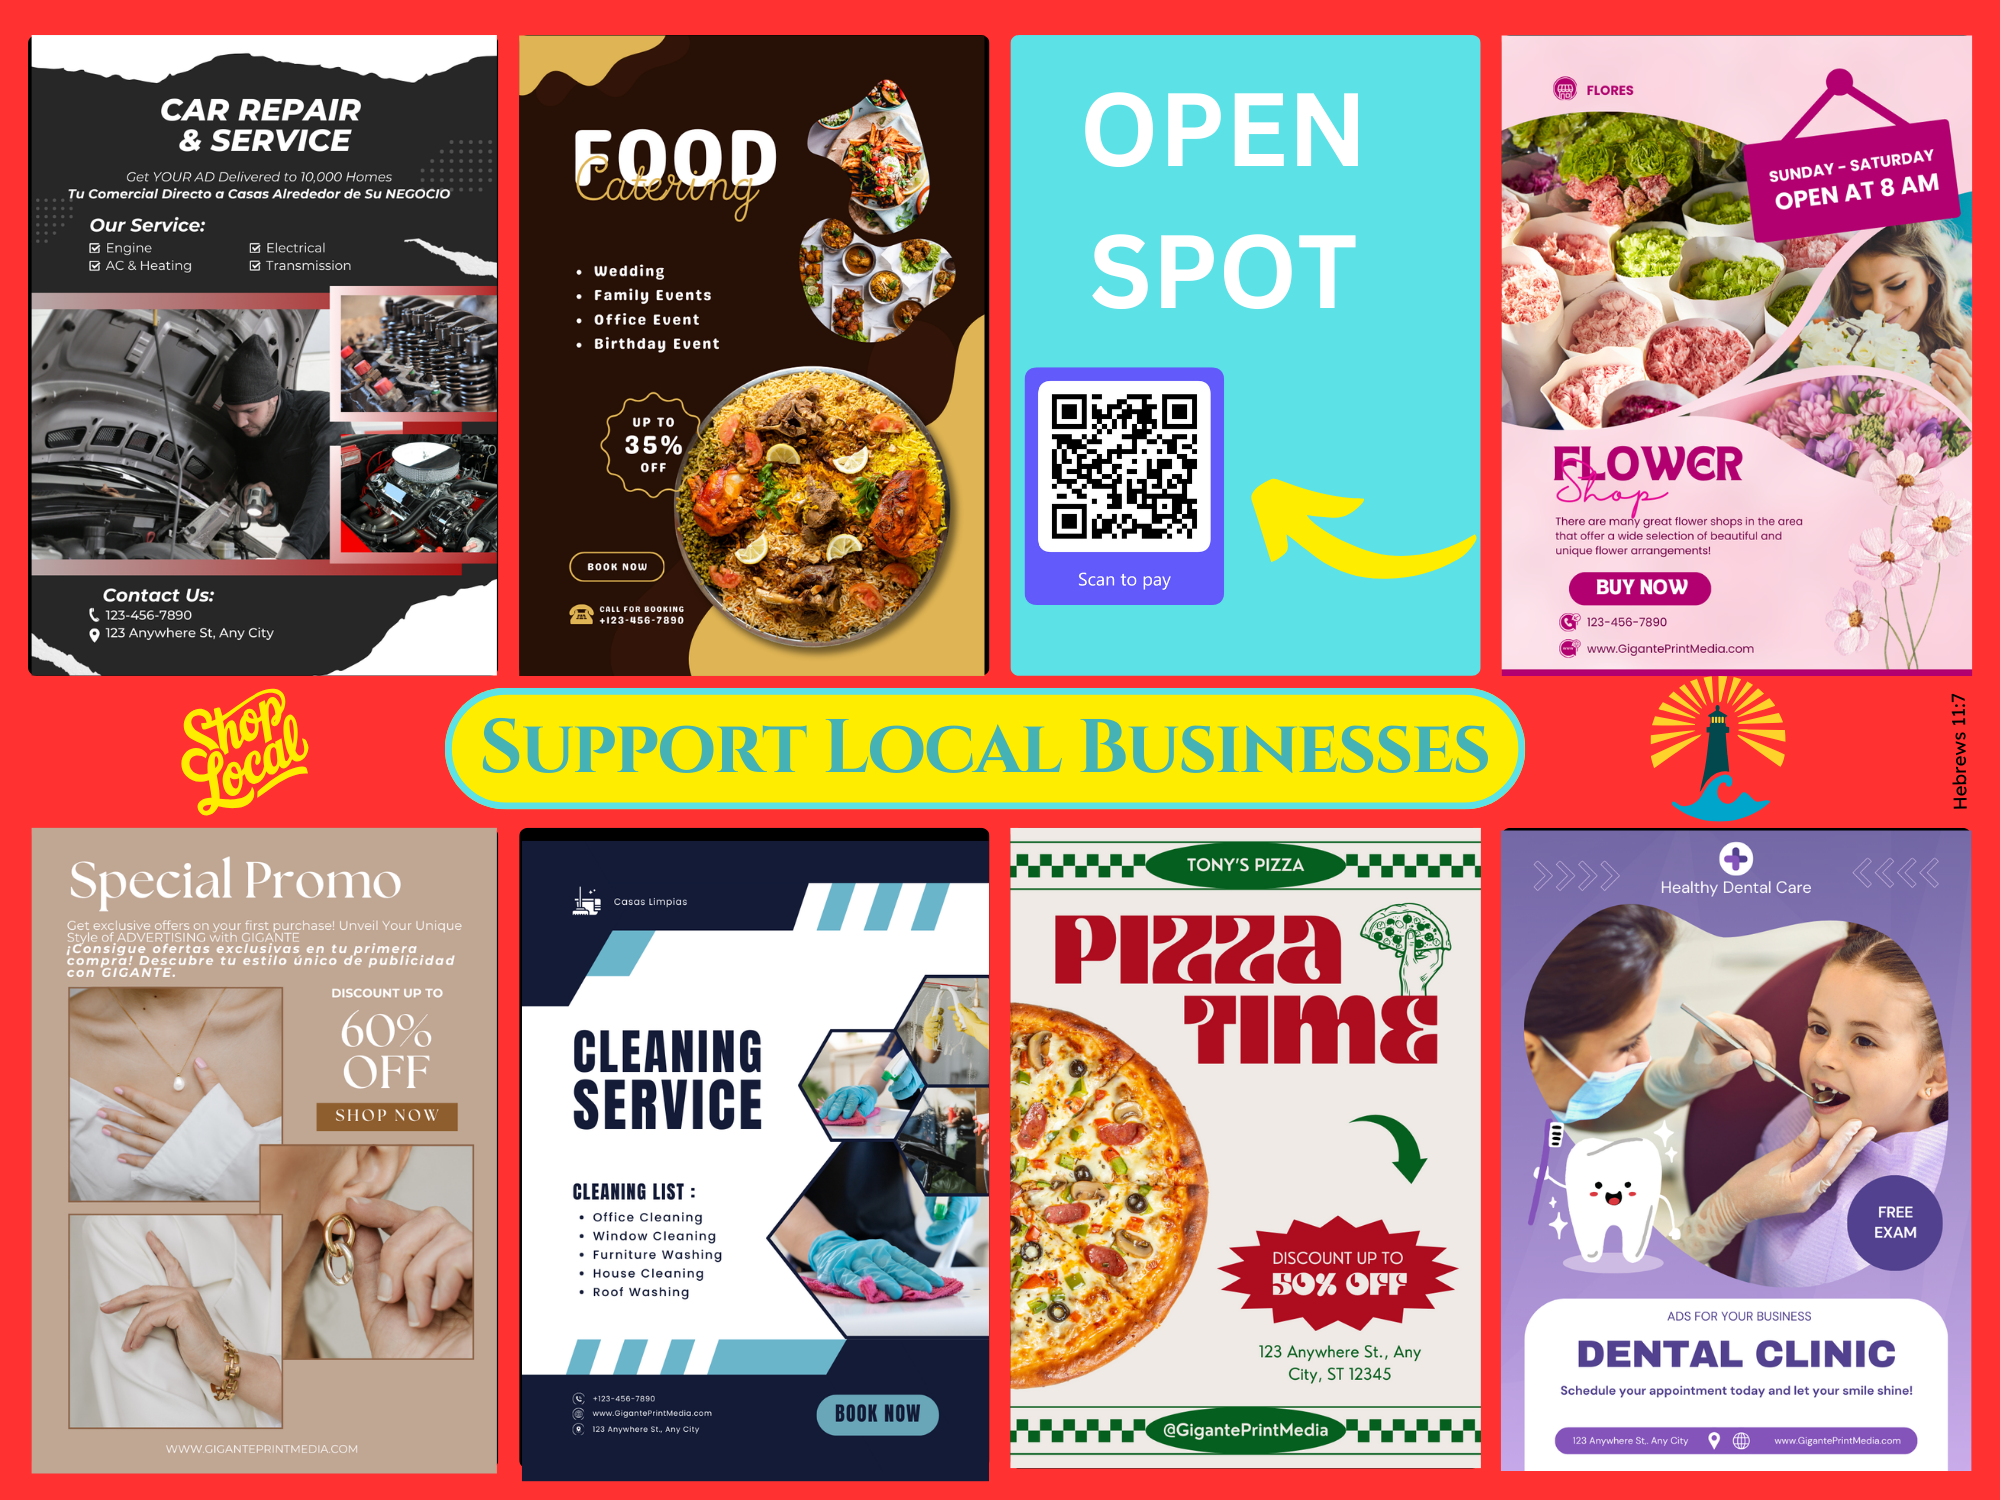 CAR REPAIR
& SERVICE
Get YOUR AD Delivered to 10,000 Homes
Tu Comercial Directo a Casas Alrededor de Su NEGOCIO
Our Service:
Engine
Electrical
AC & Heating
Transmission
Contact Us:
123-456-7890
123 Anywhere St, Any City
FOOD
Catering
Wedding
Family Events
Office Event
Birthday Event
UP TO
35%
OFF
BOOK NOW
CALL FOR BOOKING
+123-456-7890
OPEN
SPOT
Scan to pay
FLORES
SUNDAY - SATURDAY
OPEN AT 8 AM
FLOWER
Shop
There are many great flower shops in the area
that offer a wide selection of beautiful and
unique flower arrangements!
BUY NOW
123-456-7890
www.GigantePrintMedia.com
Shop
Local
SUPPORT LOCAL BUSINESSES
Hebrews 11:7
Special Promo
Get exclusive offers on your first purchase! Unveil Your Unique
Style of ADVERTISING with GIGANTE
¡Consigue ofertas exclusivas en tu primera
compra! Descubre tu estilo único de publicidad
con GIGANTE.
DISCOUNT UP TO
60%
OFF
SHOP NOW
WWW.GIGANTEPRINTMEDIA.COM
Casas Limpias
CLEANING
SERVICE
CLEANING LIST :
Office Cleaning
Window Cleaning
Furniture Washing
House Cleaning
Roof Washing
+123-456-7890
www.GigantePrintMedia.com
123 Anywhere St., Any City
BOOK NOW
TONY'S PIZZA
PIZZA
TIME
DISCOUNT UP TO
50% OFF
123 Anywhere St., Any
City, ST 12345
@GigantePrintMedia
Healthy Dental Care
FREE
EXAM
ADS FOR YOUR BUSINESS
DENTAL CLINIC
Schedule your appointment today and let your smile shine!
123 Anywhere St,. Any City
www.GigantePrintMedia.com